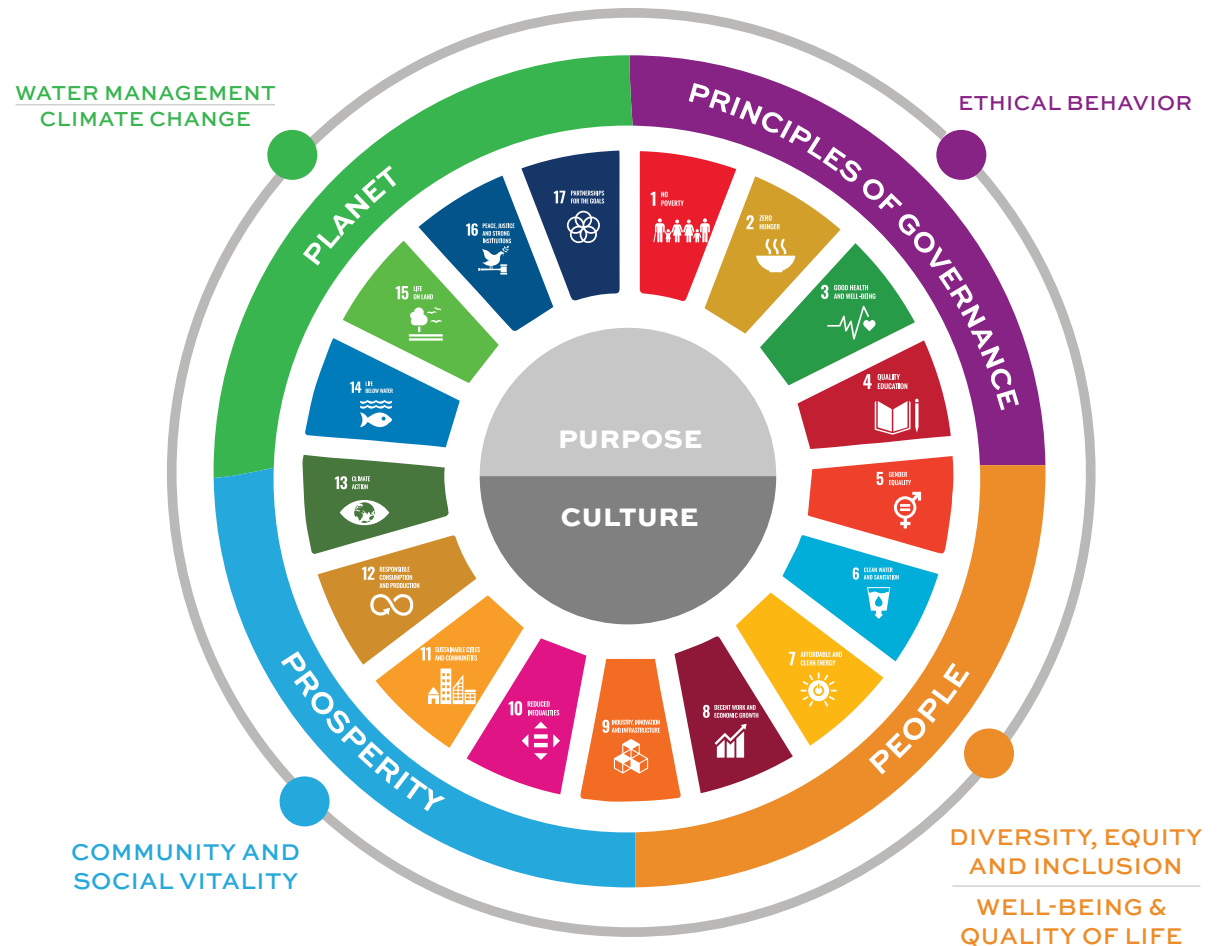 WATER MANAGEMENT
CLIMATE CHANGE
ETHICAL BEHAVIOR
PLANET
PRINCIPLES OF GOVERNANCE
PEOPLE
PROSPERITY
1 NO
POVERTY
2 ZERO
HUNGER
3 GOOD HEALTH
AND WELL-BEING
4 QUALITY
EDUCATION
5 GENDER
EQUALITY
6 CLEAN WATER
AND SANITATION
7 AFFORDABLE AND
CLEAN ENERGY
8 DECENT WORK AND
ECONOMIC GROWTH
9 INDUSTRY, INNOVATION
AND INFRASTRUCTURE
10 REDUCED
INEQUALITIES
11 SUSTAINABLE CITIES
AND COMMUNITIES
12 RESPONSIBLE
CONSUMPTION
AND PRODUCTION
13 CLIMATE
ACTION
14 LIFE
BELOW WATER
15 LIFE
ON LAND
16 PEACE, JUSTICE
AND STRONG
INSTITUTIONS
17 PARTNERSHIPS
FOR THE GOALS
PURPOSE
CULTURE
COMMUNITY AND
SOCIAL VITALITY
DIVERSITY, EQUITY
AND INCLUSION
WELL-BEING &
QUALITY OF LIFE